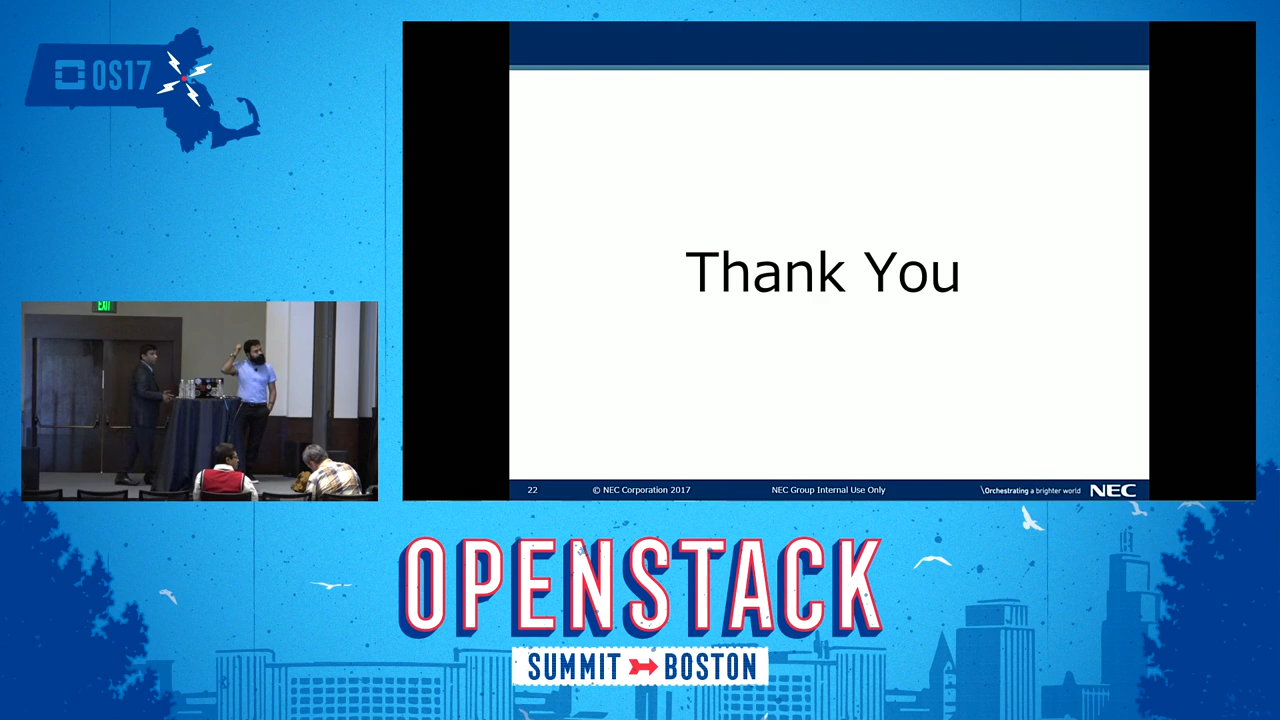 OS17
EXIT
Thank You
22
© NEC Corporation 2017
NEC Group Internal Use Only
\Orchestrating a brighter world
NEC
OPENSTACK
SUMMIT BOSTON